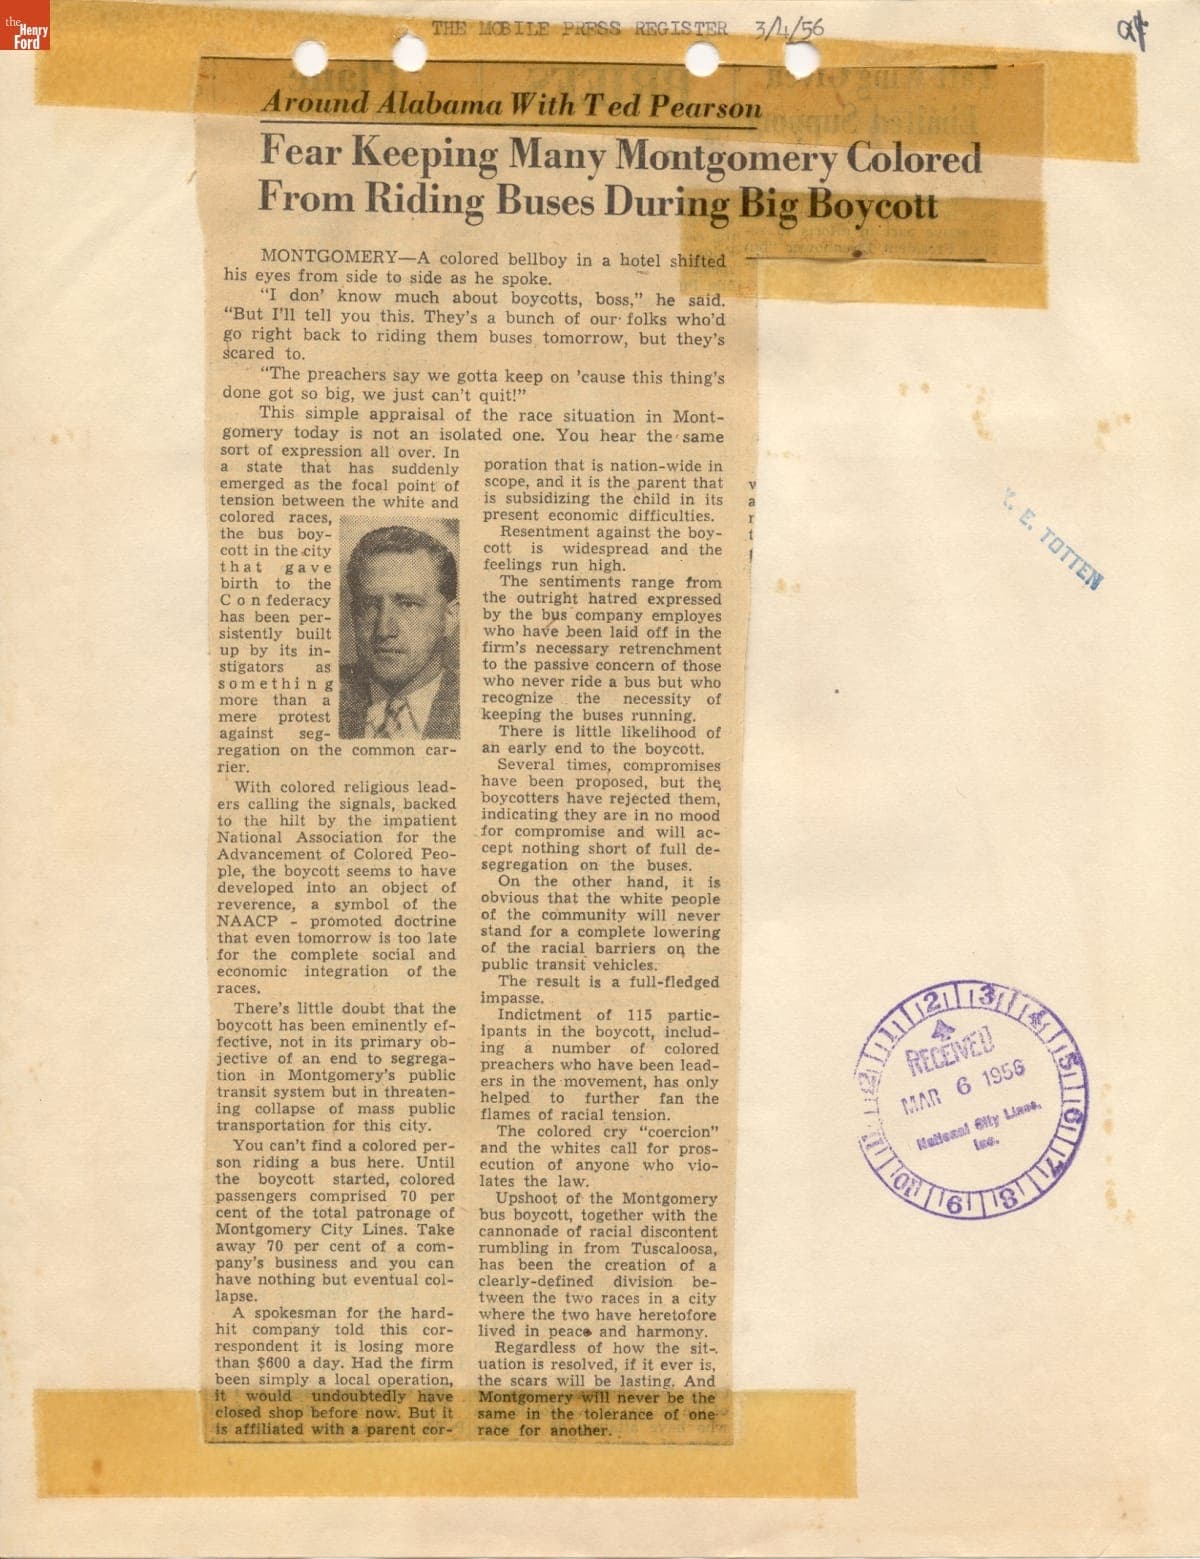 the
Henry
Ford
THE MOBILE PRESS REGISTER 3/4/56
Around Alabama With Ted Pearson
Fear Keeping Many Montgomery Colored
From Riding Buses During Big Boycott
MONTGOMERY—A colored bellboy in a hotel shifted
his eyes from side to side as he spoke.
"I don' know much about boycotts, boss," he said.
"But I'll tell you this. They's a bunch of our folks who'd
go right back to riding them buses tomorrow, but they's
scared to.
"The preachers say we gotta keep on 'cause this thing's
done got so big, we just can't quit!"
This simple appraisal of the race situation in Mont-
gomery today is not an isolated one. You hear the same
sort of expression all over. In
a state that has suddenly
emerged as the focal point of
tension between the white and
colored races,
the bus boy-
cott in the city
that gave
birth to the
Confederacy
has been per-
sistently built
up by its in-
stigators as
something
more than a
mere protest
against seg-
regation on the common car-
rier.
With colored religious lead-
ers calling the signals, backed
to the hilt by the impatient
National Association for the
Advancement of Colored Peo-
ple, the boycott seems to have
developed into an object of
reverence, a symbol of the
NAACP - promoted doctrine
that even tomorrow is too late
for the complete social and
economic integration of the
races.
There's little doubt that the
boycott has been eminently ef-
fective, not in its primary ob-
jective of an end to segrega-
tion in Montgomery's public
transit system but in threaten-
ing collapse of mass public
transportation for this city.
You can't find a colored per-
son riding a bus here. Until
the boycott started, colored
passengers comprised 70 per
cent of the total patronage of
Montgomery City Lines. Take
away 70 per cent of a com-
pany's business and you can
have nothing but eventual col-
lapse.
A spokesman for the hard-
hit company told this cor-
respondent it is losing more
than $600 a day. Had the firm
been simply a local operation,
it would undoubtedly have
closed shop before now. But it
is affiliated with a parent cor-
poration that is nation-wide in
scope, and it is the parent that
is subsidizing the child in its
present economic difficulties.
Resentment against the boy-
cott is widespread and the
feelings run high.
The sentiments range from
the outright hatred expressed
by the bus company employes
who have been laid off in the
firm's necessary retrenchment
to the passive concern of those
who never ride a bus but who
recognize the necessity of
keeping the buses running.
There is little likelihood of
an early end to the boycott.
Several times, compromises
have been proposed, but the
boycotters have rejected them,
indicating they are in no mood
for compromise and will ac-
cept nothing short of full de-
segregation on the buses.
On the other hand, it is
obvious that the white people
of the community will never
stand for a complete lowering
of the racial barriers on the
public transit vehicles.
The result is a full-fledged
impasse.
Indictment of 115 partic-
ipants in the boycott, includ-
ing a number of colored
preachers who have been lead-
ers in the movement, has only
helped to further fan the
flames of racial tension.
The colored cry "coercion"
and the whites call for pros-
ecution of anyone who vio-
lates the law.
Upshoot of the Montgomery
bus boycott, together with the
cannonade of racial discontent
rumbling in from Tuscaloosa,
has been the creation of a
clearly-defined division be-
tween the two races in a city
where the two have heretofore
lived in peace and harmony.
Regardless of how the sit-
uation is resolved, if it ever is,
the scars will be lasting. And
Montgomery will never be the
same in the tolerance of one
race for another.
K. E. TOTTEN
1 2 3 4 5 6 7 8 9 10 11 12
RECEIVED
MAR 6 1956
National City Lines,
Inc.